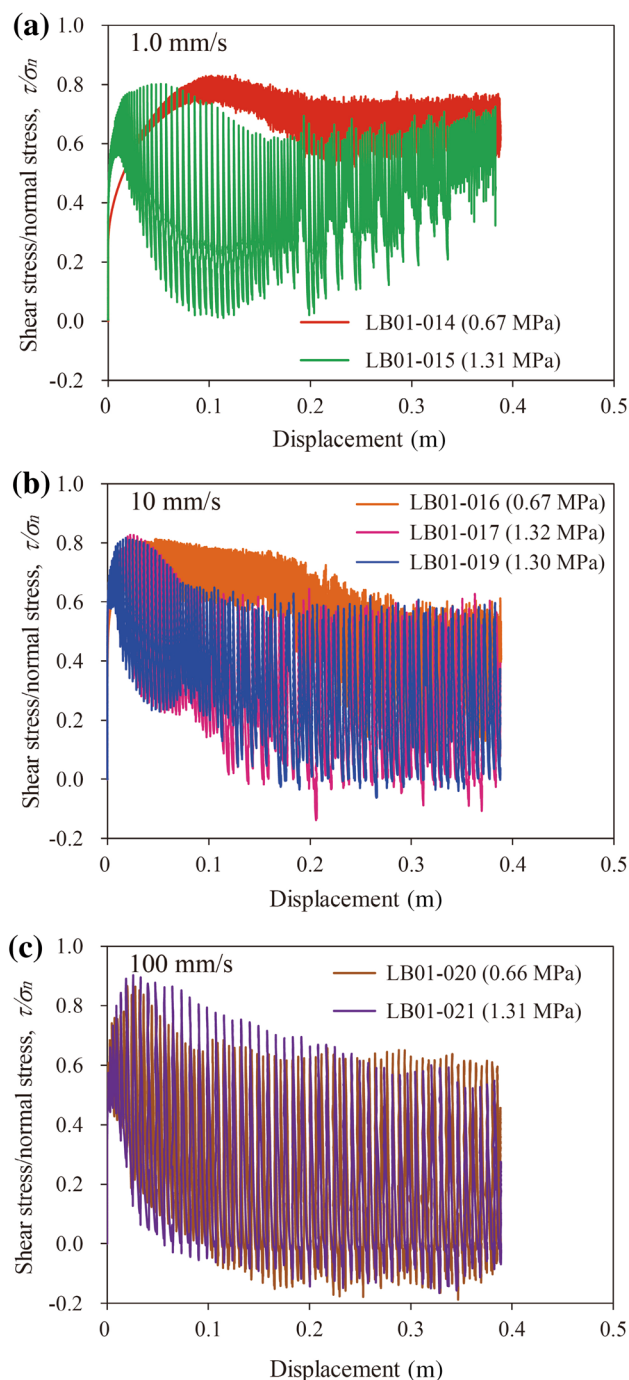 (a)
1.0 mm/s
Shear stress/normal stress, τ/σn
1.0
0.8
0.6
0.4
0.2
0.0
-0.2
LB01-014 (0.67 MPa)
LB01-015 (1.31 MPa)
0 0.1 0.2 0.3 0.4 0.5
Displacement (m)
(b)
10 mm/s
Shear stress/normal stress, τ/σn
1.0
0.8
0.6
0.4
0.2
0.0
-0.2
LB01-016 (0.67 MPa)
LB01-017 (1.32 MPa)
LB01-019 (1.30 MPa)
0 0.1 0.2 0.3 0.4 0.5
Displacement (m)
(c)
100 mm/s
Shear stress/normal stress, τ/σn
1.0
0.8
0.6
0.4
0.2
0.0
-0.2
LB01-020 (0.66 MPa)
LB01-021 (1.31 MPa)
0 0.1 0.2 0.3 0.4 0.5
Displacement (m)